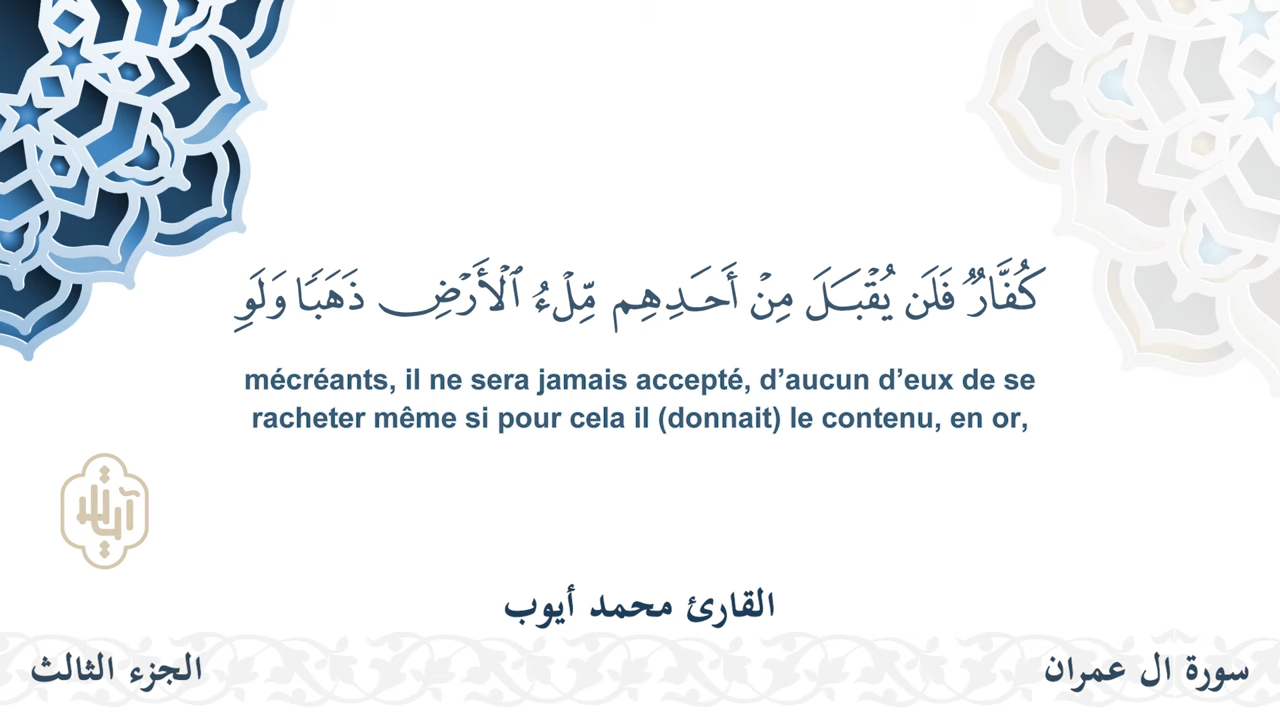 كُفَّارٞ فَلَن يُقۡبَلَ مِنۡ أَحَدِهِم مِّلۡءُ ٱلۡأَرۡضِ ذَهَبٗا وَلَوِ
mécréants, il ne sera jamais accepté, d’aucun d’eux de se
racheter même si pour cela il (donnait) le contenu, en or,
القارئ محمد أيوب
سورة ال عمران
الجزء الثالث